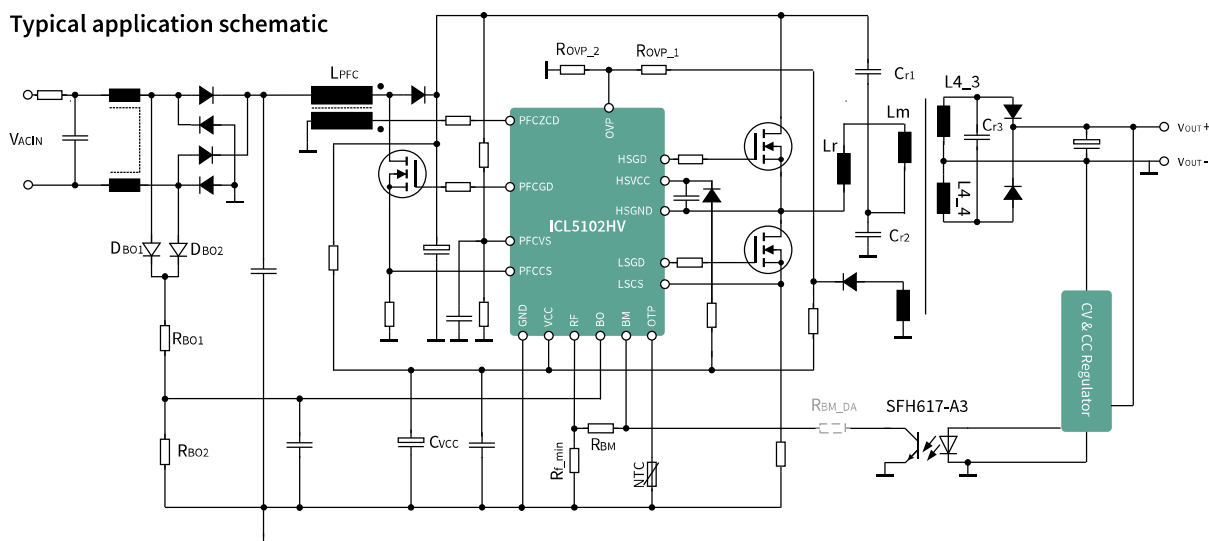 Typical application schematic
ROVP_2
ROVP_1
LPFC
Cr1
L4_3
VACIN
PFCZCD
OVP
Cr3
VOUT+
Lm
Lr
HSGD
VOUT-
HSVCC
PFCGD
L4_4
HSGND
ICL5102HV
DBO1
DBO2
PFCVS
Cr2
LSGD
PFCCS
LSCS
GND
VCC
RF
BO
BM
OTP
RBO1
CV & CC Regulator
RBM_DA
SFH617-A3
RBO2
CVCC
RBM
Rf_min
NTC